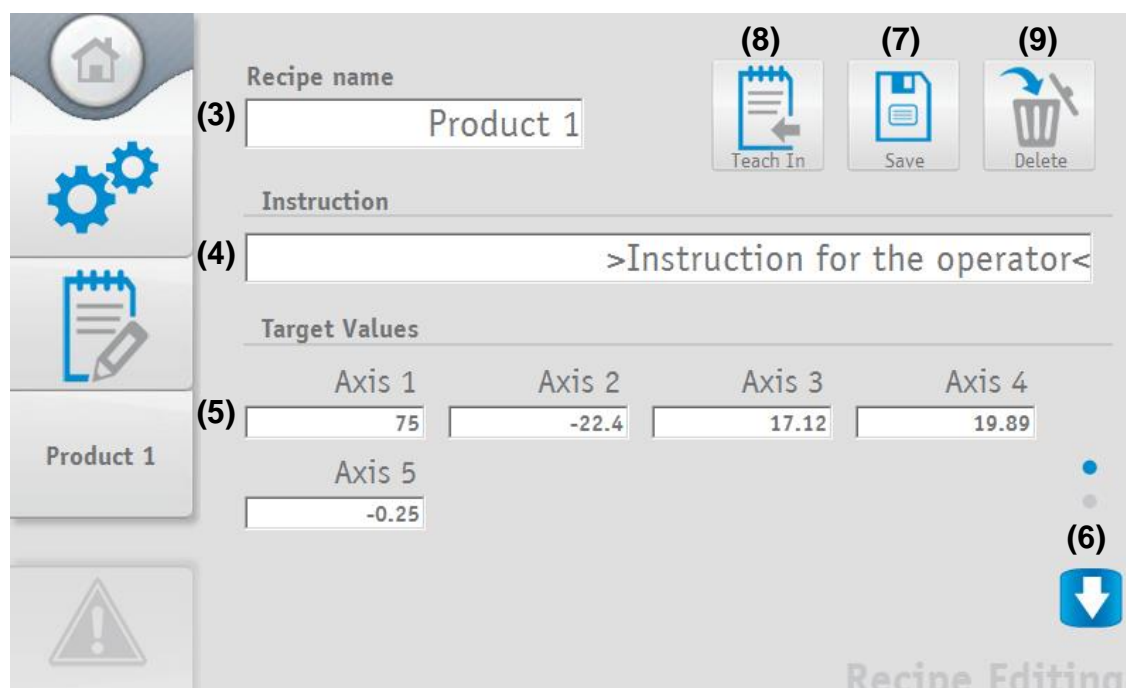 (8) (7) (9)
Recipe name
(3) Product 1
Teach In Save Delete
Instruction
(4) >Instruction for the operator<
Target Values
Axis 1 Axis 2 Axis 3 Axis 4
(5) 75 -22.4 17.12 19.89
Product 1
Axis 5
-0.25
(6)
Recipe Editing